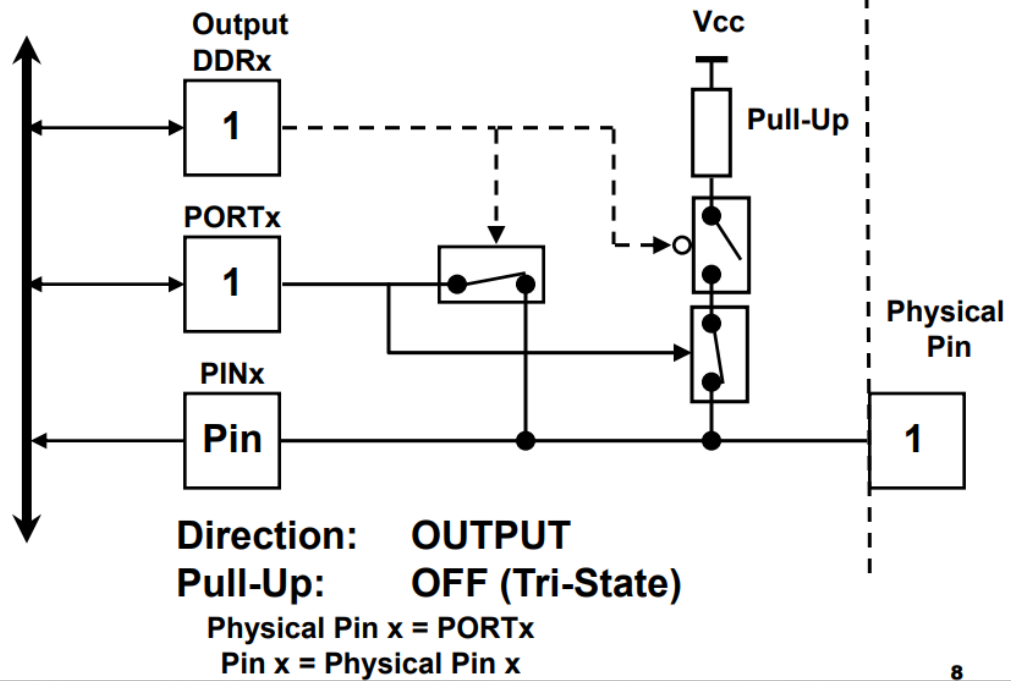 Output
DDRx
1
Vcc
Pull-Up
PORTx
1
Physical
Pin
PINx
Pin
1
Direction: OUTPUT
Pull-Up: OFF (Tri-State)
Physical Pin x = PORTx
Pin x = Physical Pin x
8